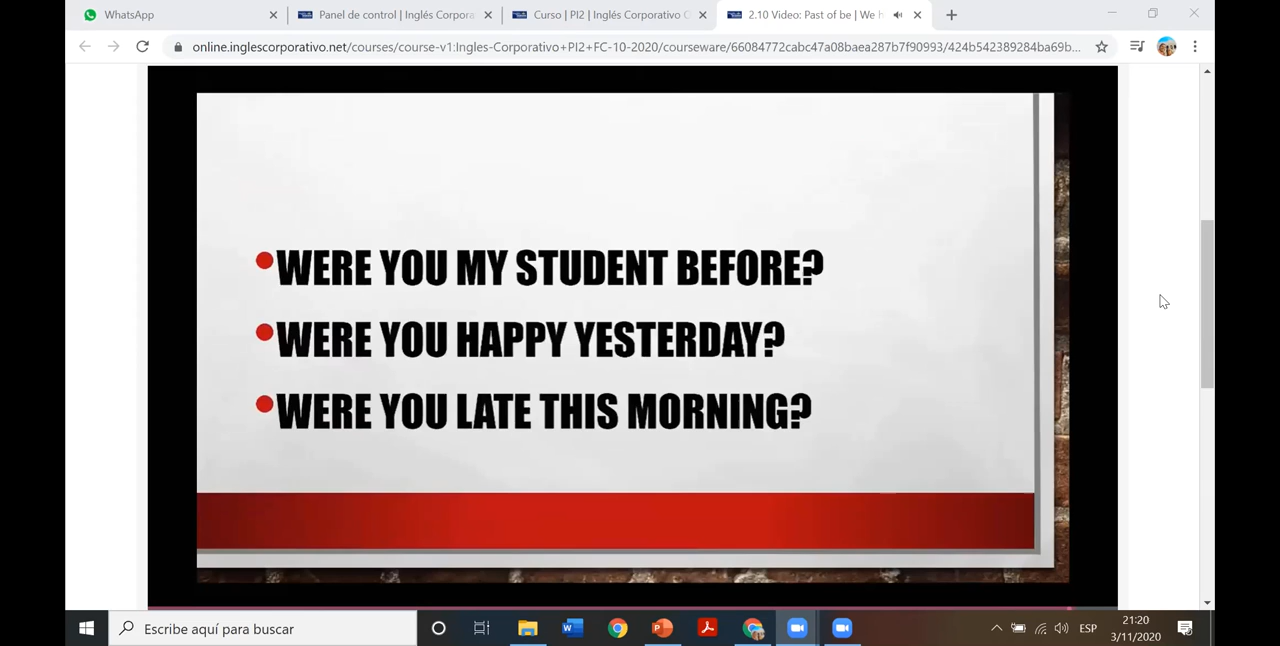 WhatsApp
Panel de control | Inglés Corpora
Curso | PI2 | Inglés Corporativo
2.10 Video: Past of be | We h
online.inglescorporativo.net/courses/course-v1:Ingles-Corporativo+PI2+FC-10-2020/courseware/66084772cabc47a08baea287b7f90993/424b542389284ba69b...
WERE YOU MY STUDENT BEFORE?
WERE YOU HAPPY YESTERDAY?
WERE YOU LATE THIS MORNING?
Escribe aquí para buscar
ESP
21:20
3/11/2020